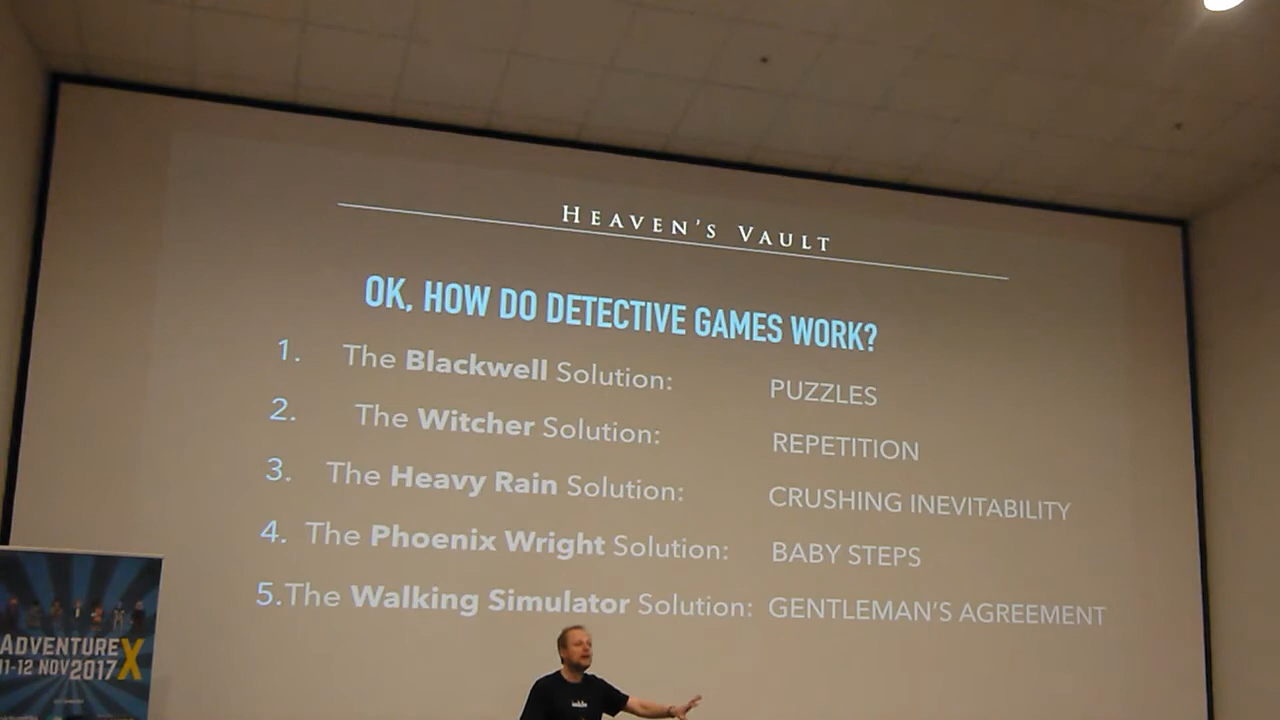 HEAVEN'S VAULT
OK, HOW DO DETECTIVE GAMES WORK?
1. The Blackwell Solution: PUZZLES
2. The Witcher Solution: REPETITION
3. The Heavy Rain Solution: CRUSHING INEVITABILITY
4. The Phoenix Wright Solution: BABY STEPS
5. The Walking Simulator Solution: GENTLEMAN'S AGREEMENT
ADVENTUREX
11-12 NOV 2017